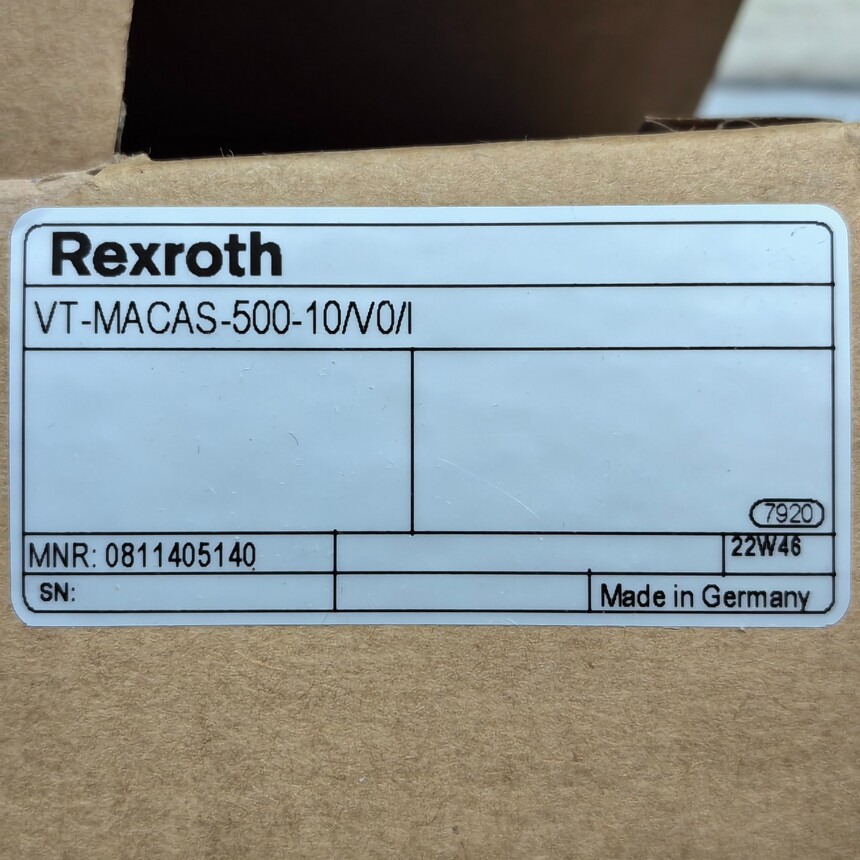 Rexroth
VT-MACAS-500-10/V0/I
7920
MNR: 0811405140
22W46
SN:
Made in Germany